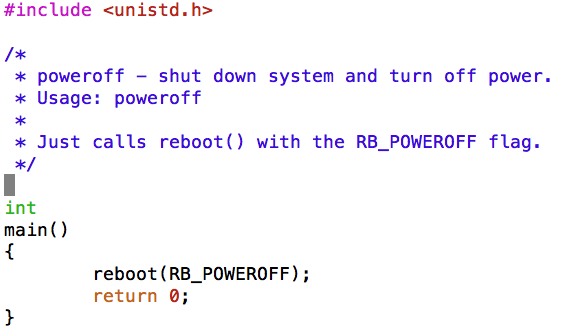 #include <unistd.h>
/*
 * poweroff - shut down system and turn off power.
 * Usage: poweroff
 *
 * Just calls reboot() with the RB_POWEROFF flag.
 */
int
main()
{
        reboot(RB_POWEROFF);
        return 0;
}